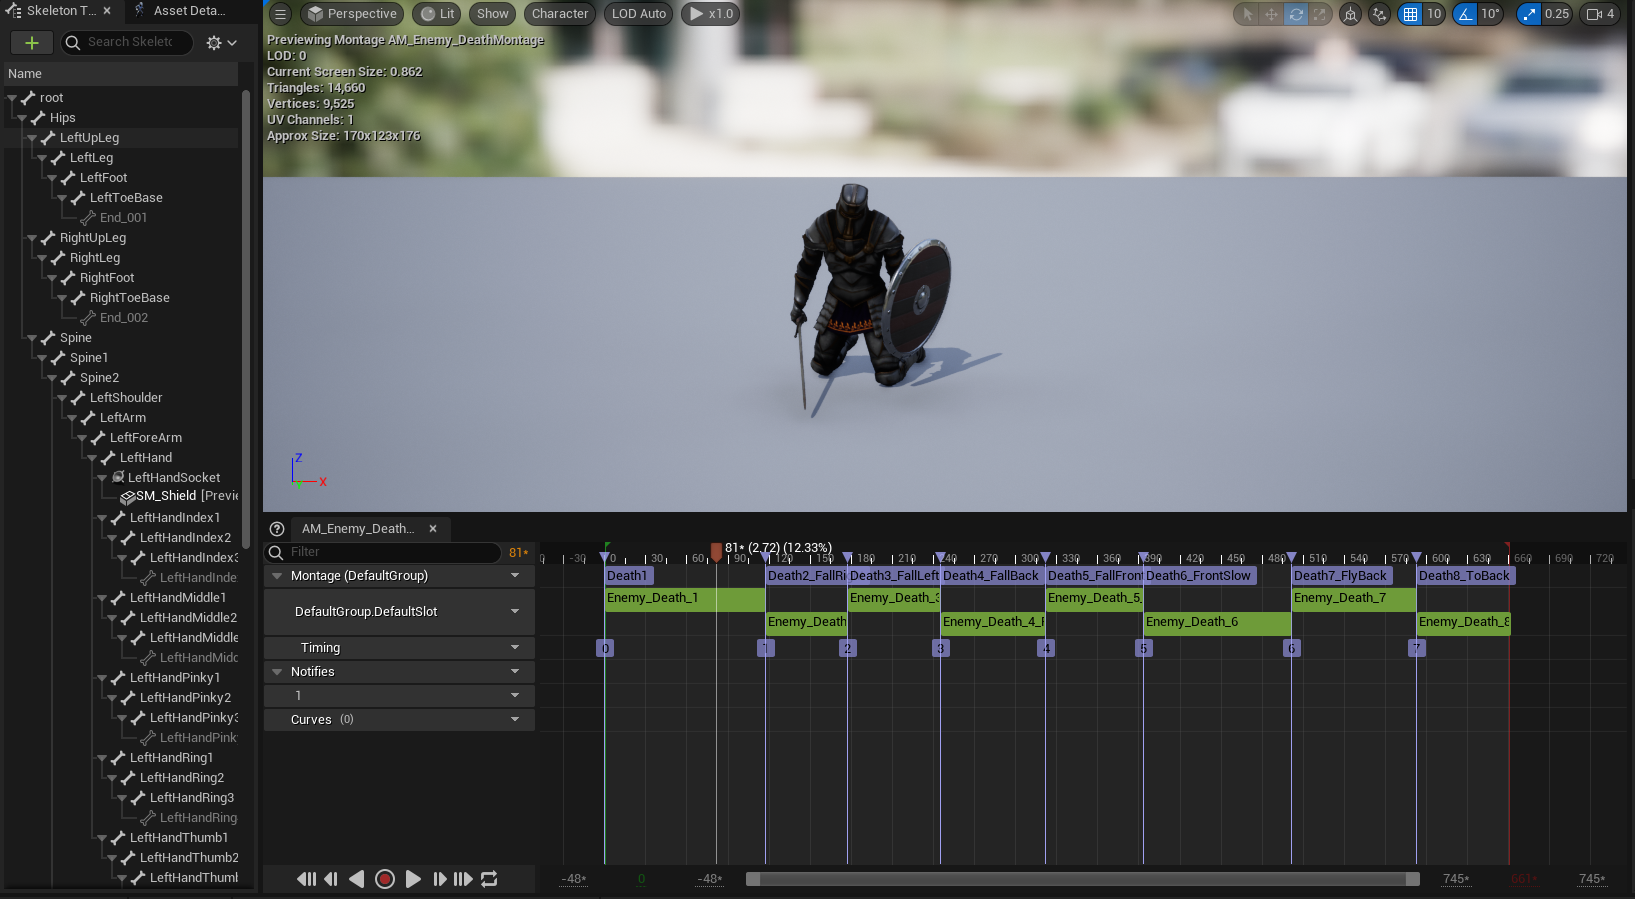 Skeleton T...
Asset Deta...
Search Skelet
Name
root
Hips
LeftUpLeg
LeftLeg
LeftFoot
LeftToeBase
End_001
RightUpLeg
RightLeg
RightFoot
RightToeBase
End_002
Spine
Spine1
Spine2
LeftShoulder
LeftArm
LeftForeArm
LeftHand
LeftHandSocket
SM_Shield [Previe
LeftHandIndex1
LeftHandIndex2
LeftHandIndex3
LeftHandInde
LeftHandMiddle1
LeftHandMiddle2
LeftHandMiddle
LeftHandMidd
LeftHandPinky1
LeftHandPinky2
LeftHandPinky3
LeftHandPink
LeftHandRing1
LeftHandRing2
LeftHandRing3
LeftHandRing
LeftHandThumb1
LeftHandThumb2
LeftHandThumb
Perspective Lit Show Character LOD Auto x1.0
10 10° 0.25 4
Previewing Montage AM_Enemy_DeathMontage
LOD: 0
Current Screen Size: 0.862
Triangles: 14,660
Vertices: 9,525
UV Channels: 1
Approx Size: 170x123x176
Z
Y
X
AM_Enemy_Death...
Filter 81*
81* (2.72) (12.33%)
-30 0 30 60 90 120 150 180 210 240 270 300 330 360 390 420 450 480 510 540 570 600 630 660 690 720
Montage (DefaultGroup)
Death1 Death2_FallRi Death3_FallLeft Death4_FallBack Death5_FallFront Death6_FrontSlow Death7_FlyBack Death8_ToBack
DefaultGroup.DefaultSlot
Enemy_Death_1 Enemy_Death_3 Enemy_Death_5_ Enemy_Death_7
Enemy_Death Enemy_Death_4_F Enemy_Death_6 Enemy_Death_8
Timing
0 1 2 3 4 5 6 7
Notifies
1
Curves (0)
-48* 0 -48* 745* 661* 745*